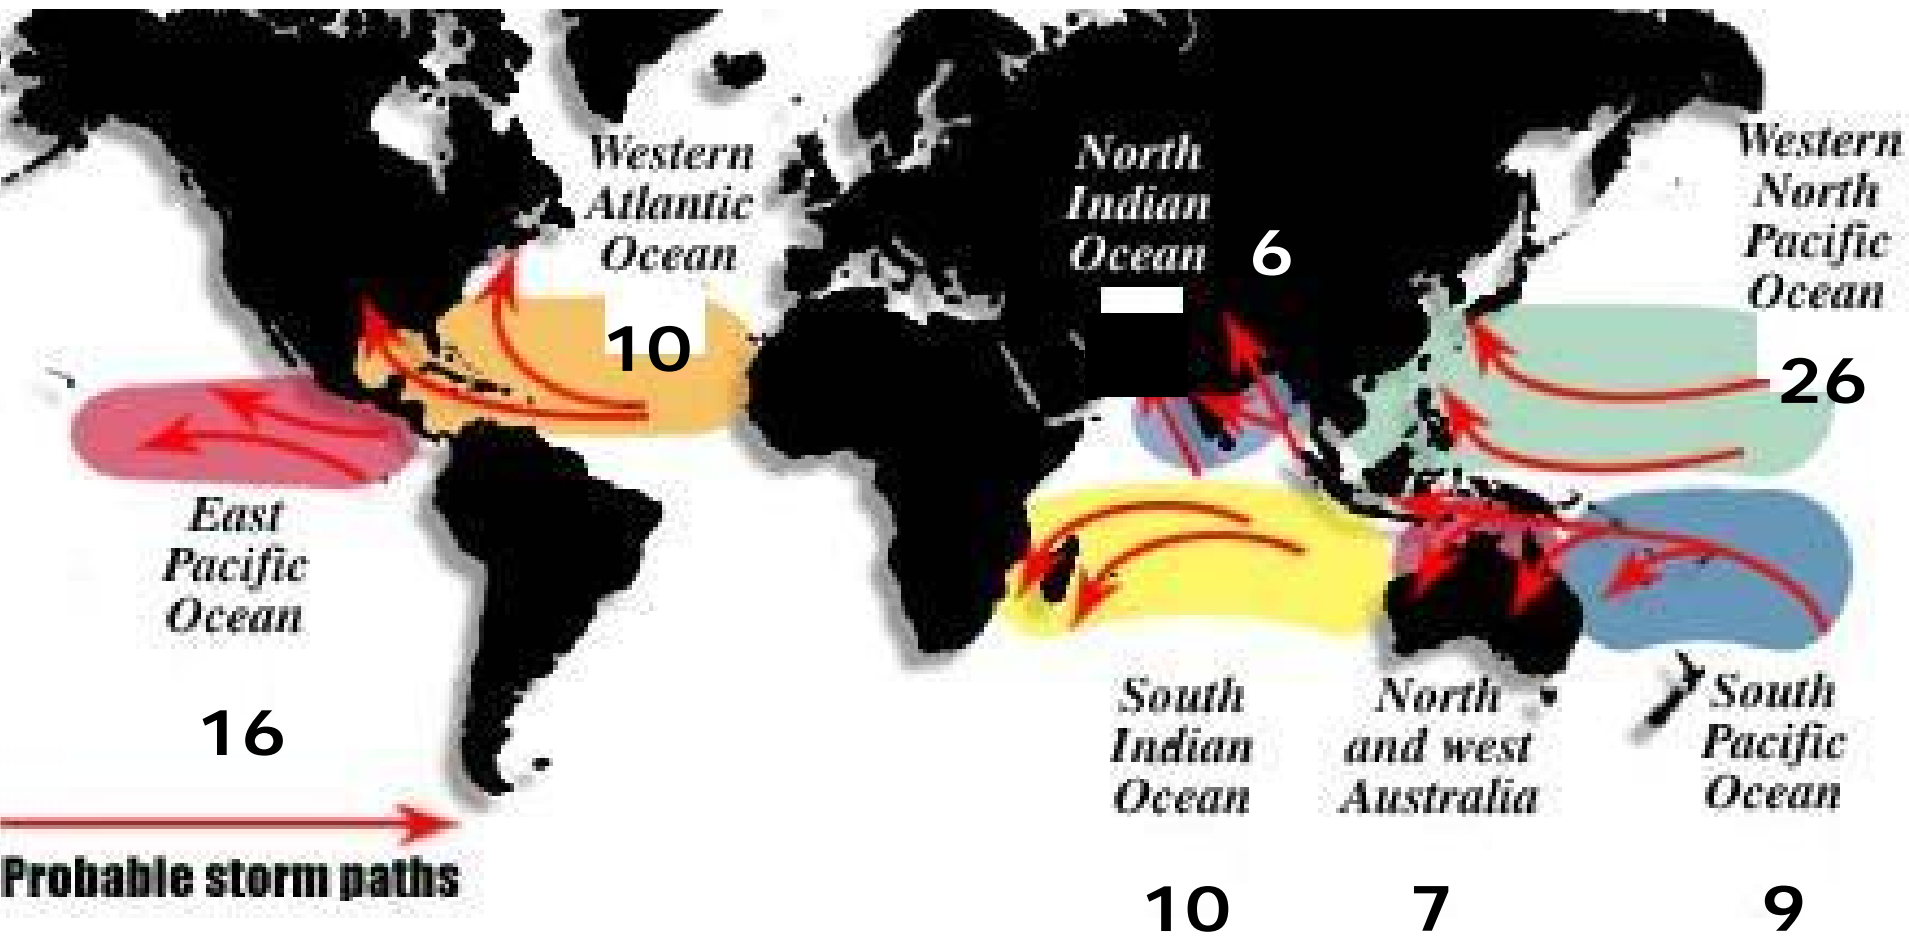 Western
Atlantic
Ocean
10
North
Indian
Ocean
6
Western
North
Pacific
Ocean
26
East
Pacific
Ocean
16
South
Indian
Ocean
10
North
and west
Australia
7
South
Pacific
Ocean
9
Probable storm paths